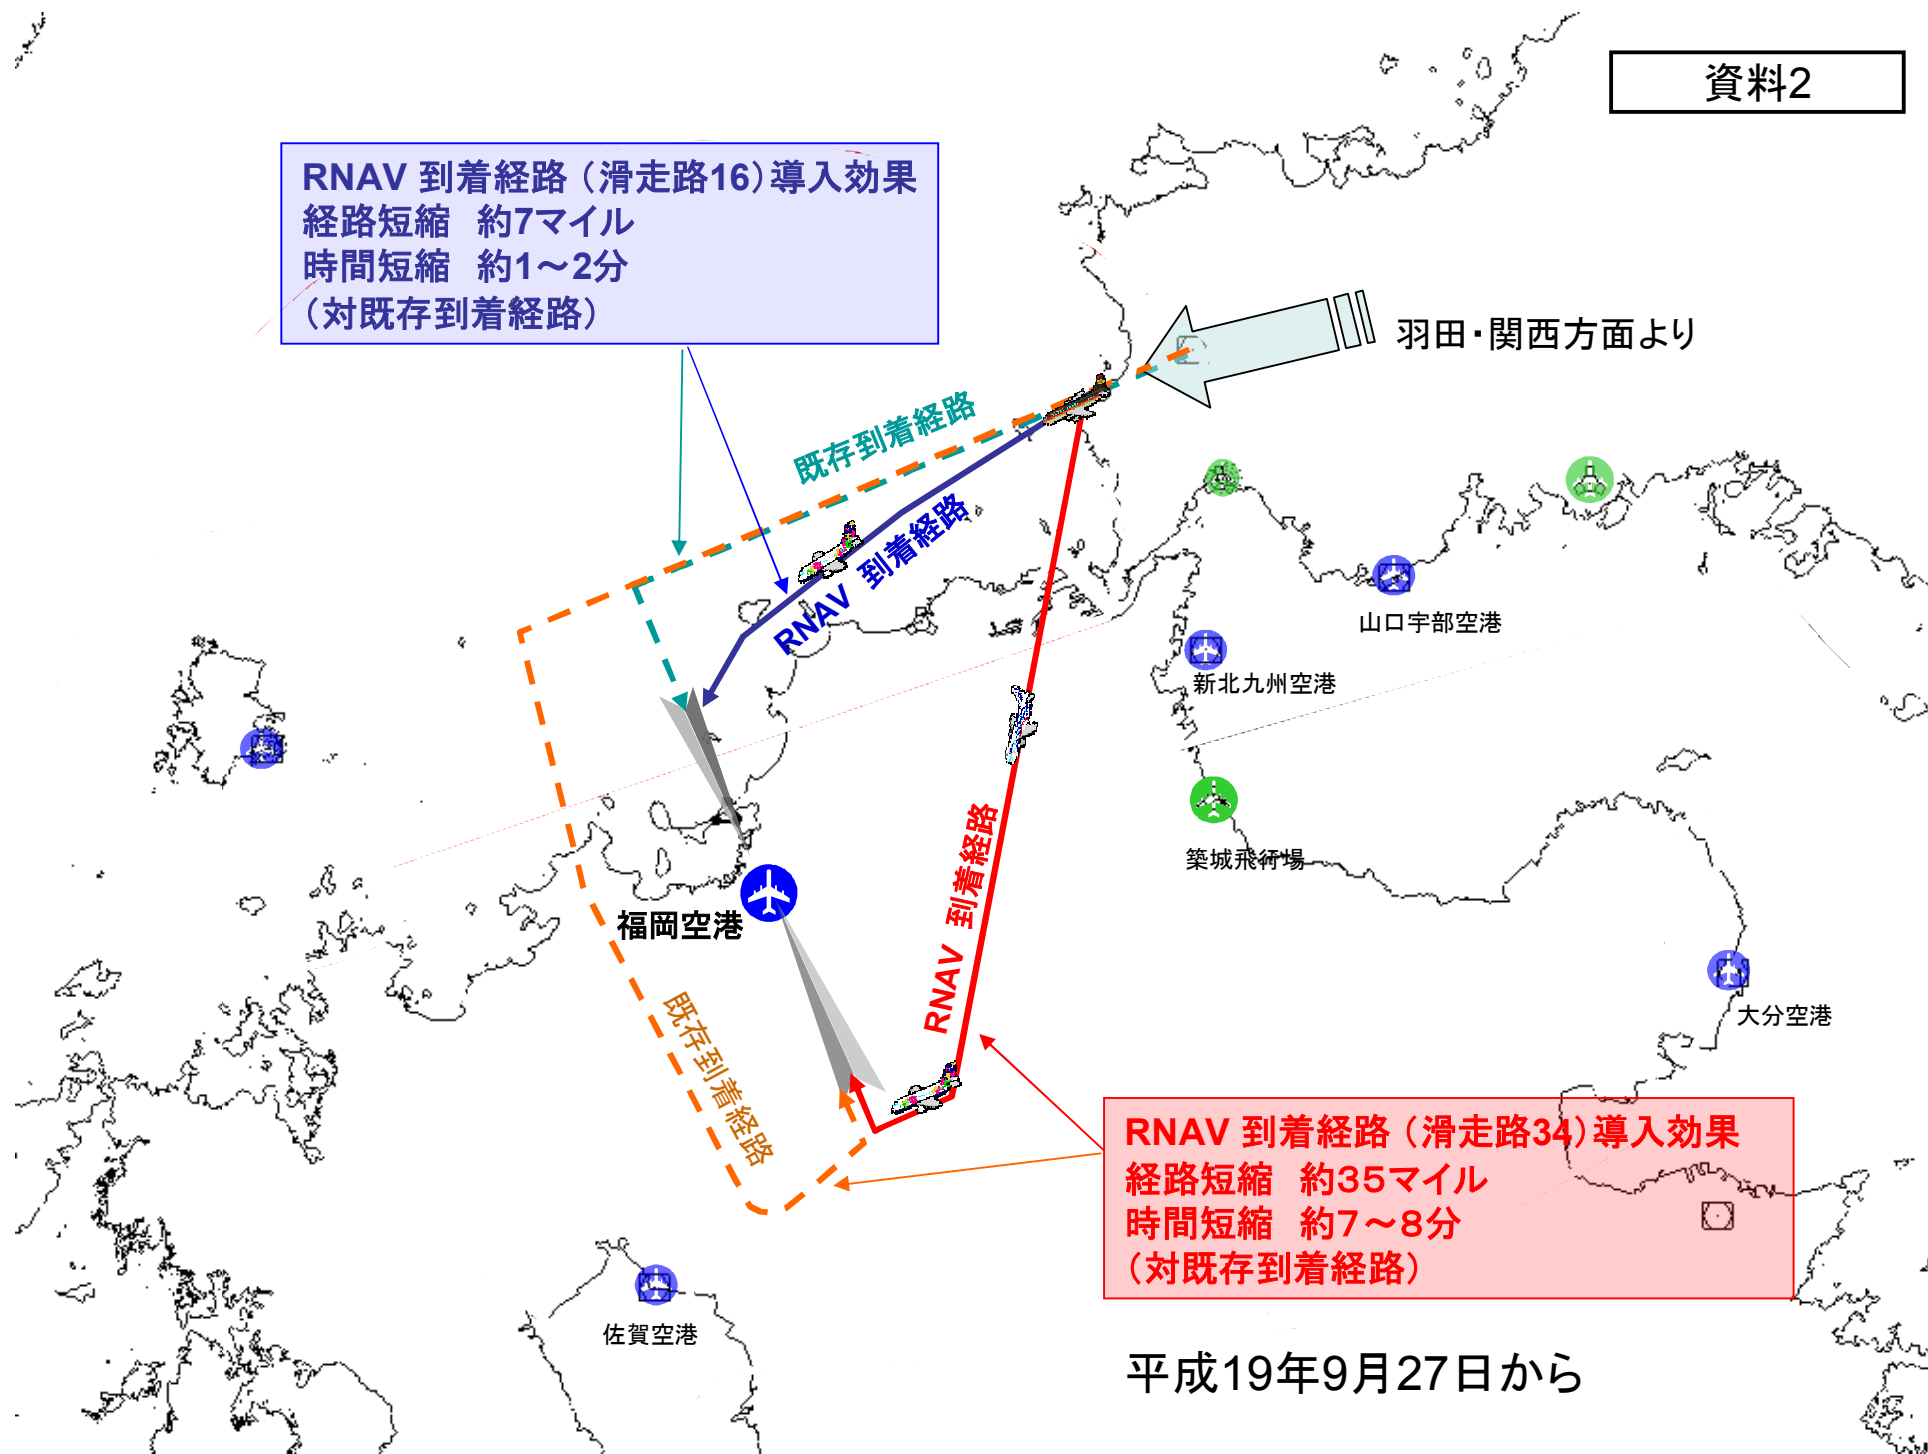 資料2
RNAV 到着経路（滑走路16）導入効果
経路短縮　約7マイル
時間短縮　約1～2分
（対既存到着経路）
羽田・関西方面より
既存到着経路
RNAV 到着経路
山口宇部空港
新北九州空港
築城飛行場
RNAV 到着経路
福岡空港
既存到着経路
大分空港
RNAV 到着経路（滑走路34）導入効果
経路短縮　約35マイル
時間短縮　約7～8分
（対既存到着経路）
佐賀空港
平成19年9月27日から